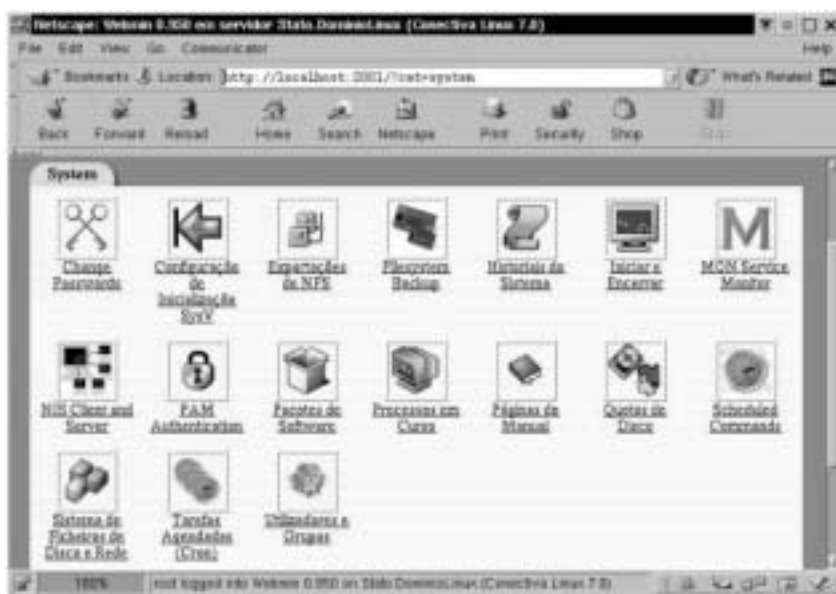 Netscape: Webmin 0.950 em servidor Stato.DominioLinux (Conectiva Linux 7.0)
File Edit View Go Communicator Help
Bookmarks Location: http://localhost: What's Related
Back Forward Reload Home Search Netscape Print Security Shop Stop
System
Change Passwords
Configuração de Inicialização SysV
Exportações de NFS
Filesystem Backup
Historiais do Sistema
Iniciar e Encerrar
MON Service Monitor
NIS Client and Server
PAM Authentication
Pacotes de Software
Processos em Curso
Páginas de Manual
Quotas de Disco
Scheduled Commands
Sistema de Ficheiros de Disco e Rede
Tarefas Agendadas (Cron)
Utilizadores e Grupos
100% root logged into Webmin 0.950 on Stato.DominioLinux (Conectiva Linux 7.0)